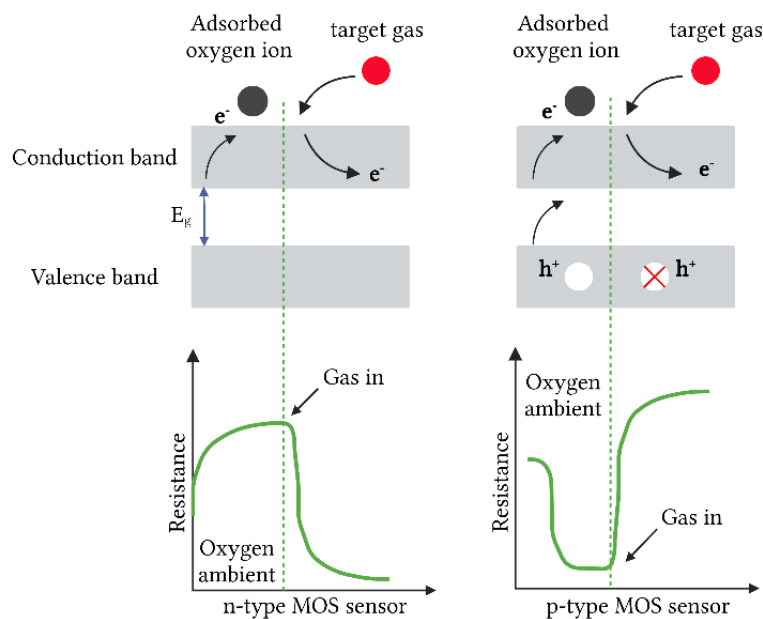 Adsorbed
oxygen ion
target gas
e⁻
Conduction band
e⁻
E₉
Valence band
Resistance
Gas in
Oxygen
ambient
n-type MOS sensor
Adsorbed
oxygen ion
target gas
e⁻
e⁻
h⁺
h⁺
Resistance
Oxygen
ambient
Gas in
p-type MOS sensor